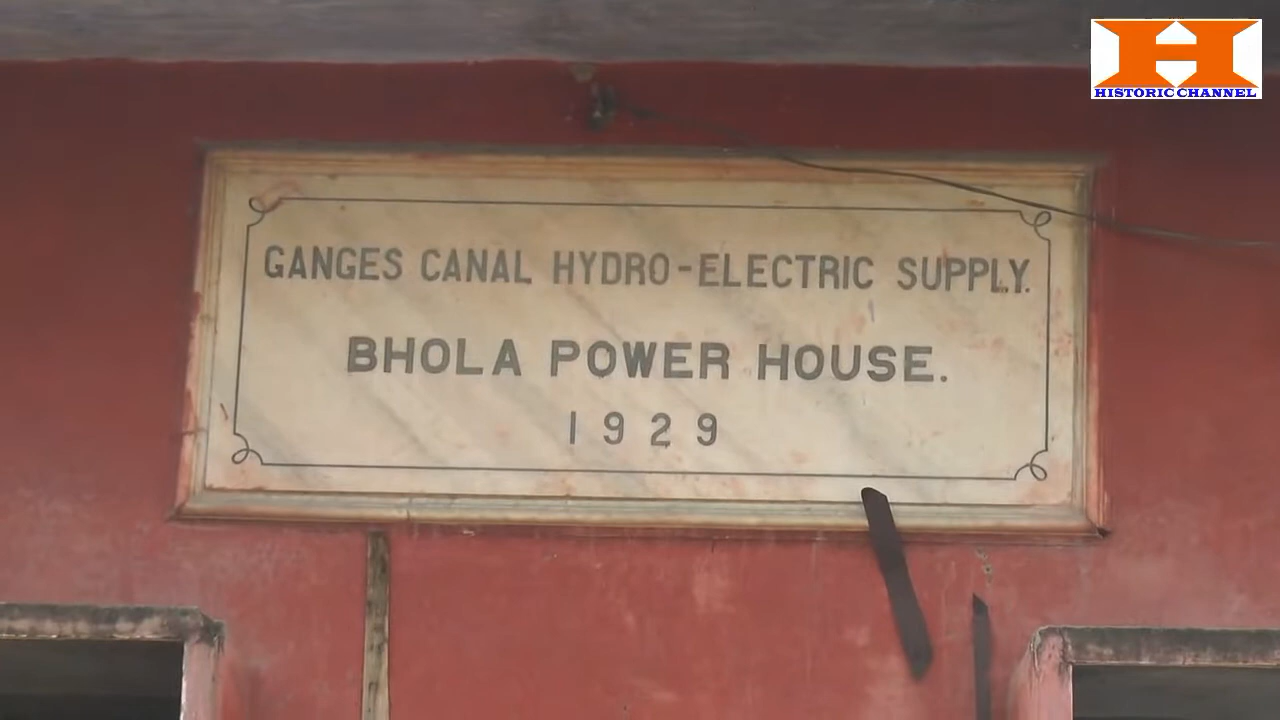 H
HISTORIC CHANNEL
GANGES CANAL HYDRO-ELECTRIC SUPPLY.
BHOLA POWER HOUSE.
1929